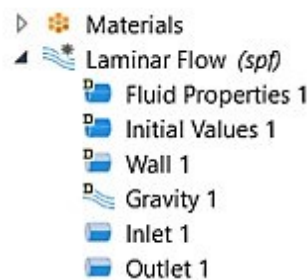 Materials
Laminar Flow (spf)
D Fluid Properties 1
D Initial Values 1
D Wall 1
D Gravity 1
Inlet 1
Outlet 1